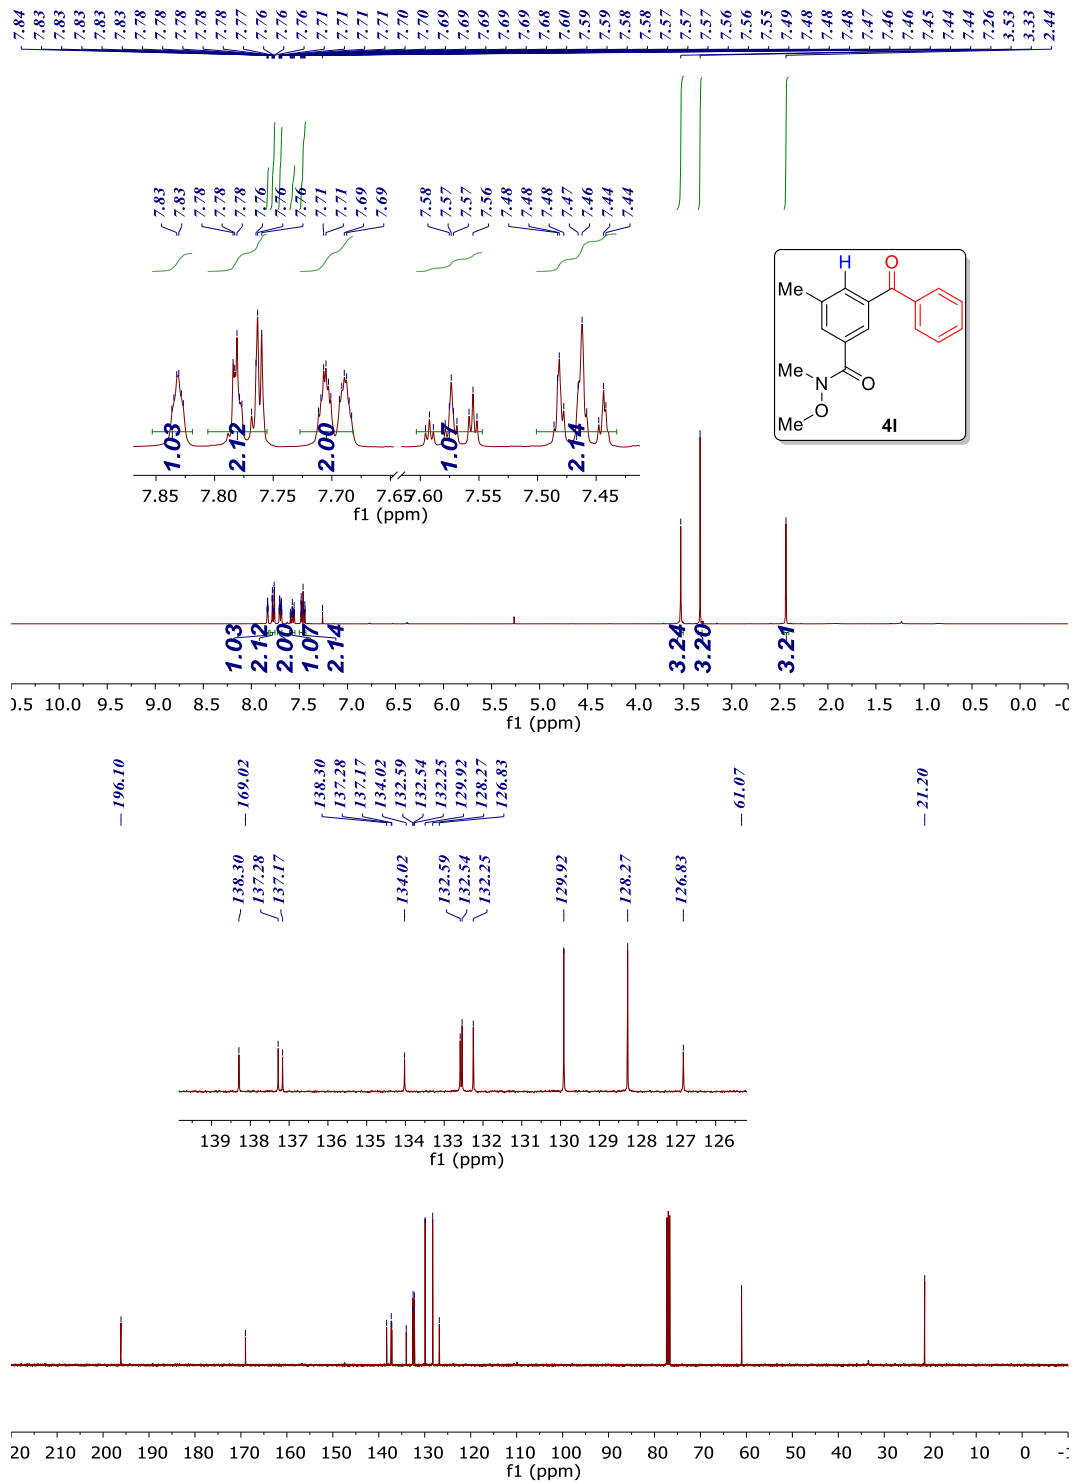 7.84 7.83 7.83 7.83 7.83 7.83 7.78 7.78 7.78 7.78 7.78 7.77 7.76 7.76 7.76 7.71 7.71 7.71 7.71 7.70 7.70 7.69 7.69 7.69 7.69 7.69 7.68 7.60 7.59 7.59 7.58 7.58 7.57 7.57 7.57 7.56 7.56 7.55 7.49 7.48 7.48 7.48 7.47 7.46 7.46 7.45 7.44 7.44 7.44 7.26 3.53 3.33 2.44
7.83 7.83 7.78 7.78 7.78 7.76 7.76 7.76 7.71 7.71 7.69 7.69 7.58 7.57 7.57 7.56 7.48 7.48 7.48 7.47 7.46 7.44 7.44
H O
Me
Me
N O
Me O
4l
1.03 2.12 2.00 1.07 2.14
7.85 7.80 7.75 7.70 7.65 7.60 7.55 7.50 7.45
f1 (ppm)
1.03 2.12 2.00 1.07 2.14 3.24 3.20 3.21
0.5 10.0 9.5 9.0 8.5 8.0 7.5 7.0 6.5 6.0 5.5 5.0 4.5 4.0 3.5 3.0 2.5 2.0 1.5 1.0 0.5 0.0 -0
f1 (ppm)
196.10 169.02 138.30 137.28 137.17 134.02 132.59 132.54 132.25 129.92 128.27 126.83 61.07 21.20
138.30 137.28 137.17 134.02 132.59 132.54 132.25 129.92 128.27 126.83
139 138 137 136 135 134 133 132 131 130 129 128 127 126
f1 (ppm)
20 210 200 190 180 170 160 150 140 130 120 110 100 90 80 70 60 50 40 30 20 10 0 -1
f1 (ppm)